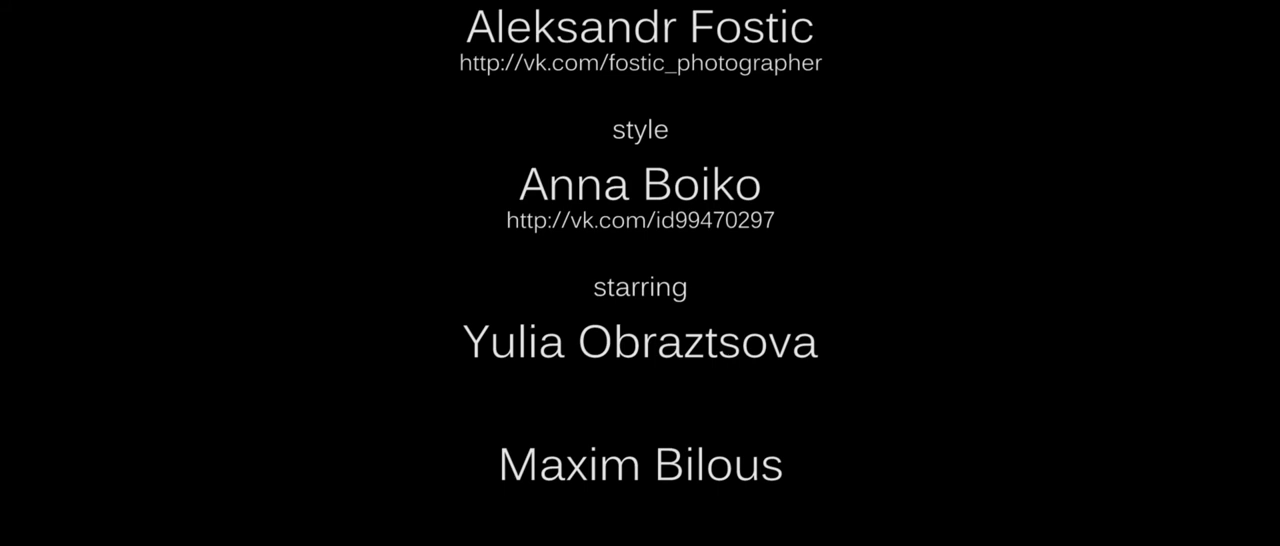 Aleksandr Fostic
http://vk.com/fostic_photographer
style
Anna Boiko
http://vk.com/id99470297
starring
Yulia Obraztsova
Maxim Bilous